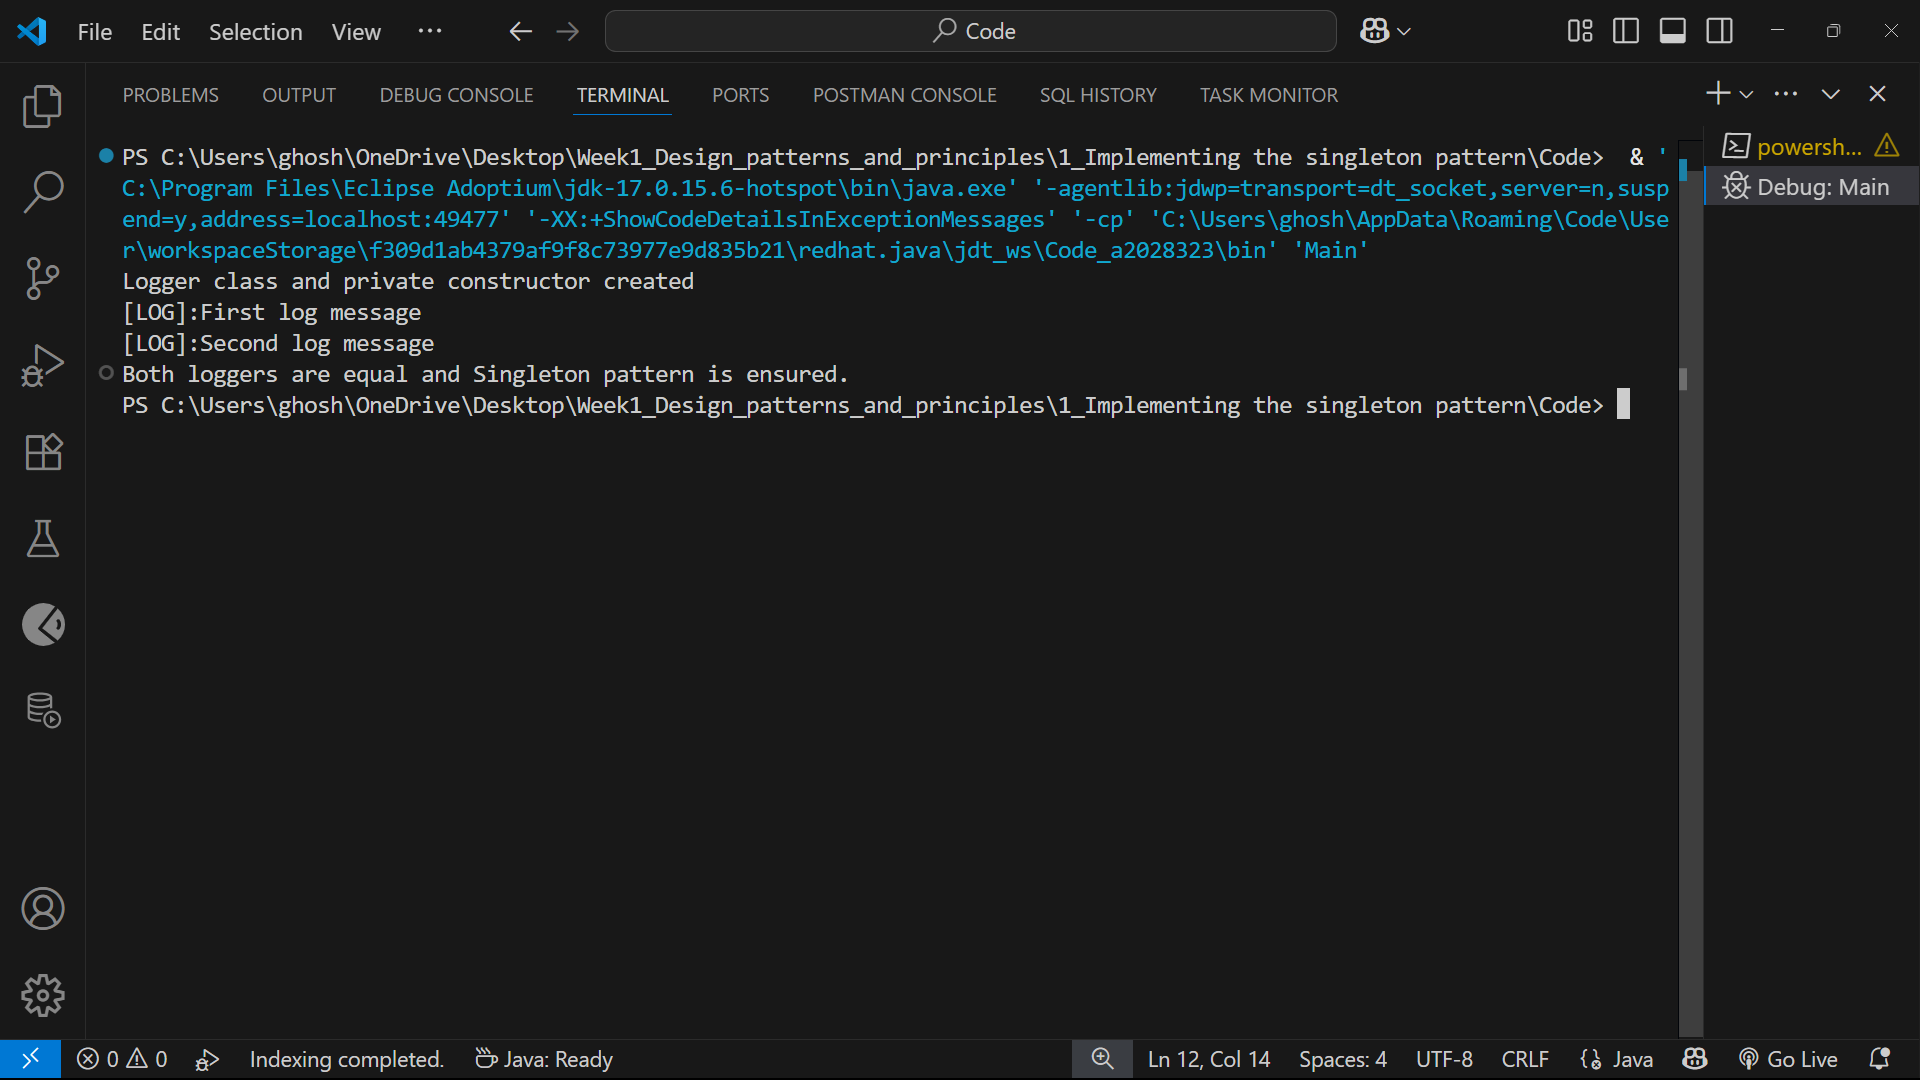 File Edit Selection View ··· Code
PROBLEMS OUTPUT DEBUG CONSOLE TERMINAL PORTS POSTMAN CONSOLE SQL HISTORY TASK MONITOR
PS C:\Users\ghosh\OneDrive\Desktop\Week1_Design_patterns_and_principles\1_Implementing the singleton pattern\Code>  & '
C:\Program Files\Eclipse Adoptium\jdk-17.0.15.6-hotspot\bin\java.exe' '-agentlib:jdwp=transport=dt_socket,server=n,susp
end=y,address=localhost:49477' '-XX:+ShowCodeDetailsInExceptionMessages' '-cp' 'C:\Users\ghosh\AppData\Roaming\Code\Use
r\workspaceStorage\f309d1ab4379af9f8c73977e9d835b21\redhat.java\jdt_ws\Code_a2028323\bin' 'Main'
Logger class and private constructor created
[LOG]:First log message
[LOG]:Second log message
Both loggers are equal and Singleton pattern is ensured.
PS C:\Users\ghosh\OneDrive\Desktop\Week1_Design_patterns_and_principles\1_Implementing the singleton pattern\Code>
powersh...
Debug: Main
0 0 Indexing completed. Java: Ready Ln 12, Col 14 Spaces: 4 UTF-8 CRLF Java Go Live